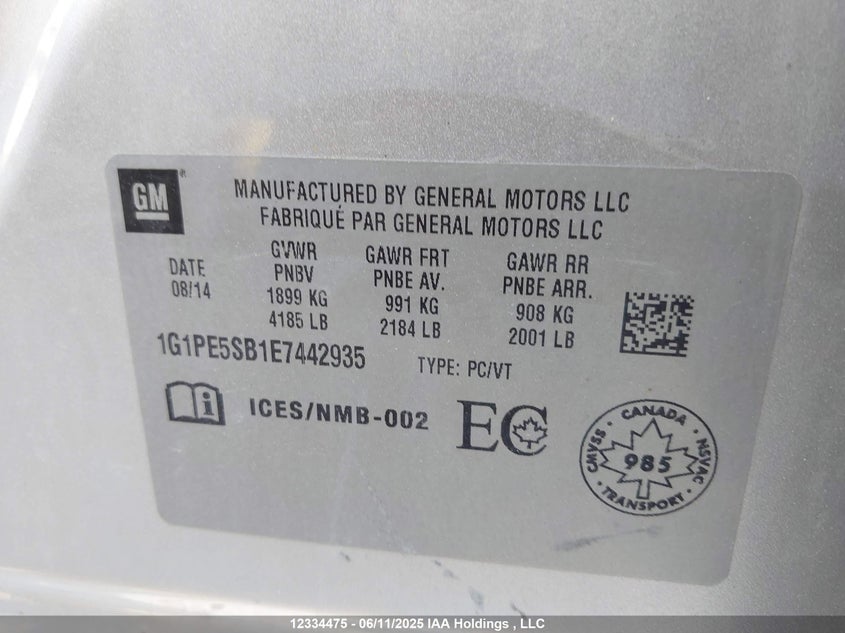 GM
MANUFACTURED BY GENERAL MOTORS LLC
FABRIQUÉ PAR GENERAL MOTORS LLC
DATE GVWR GAWR FRT GAWR RR
08/14 PNBV PNBE AV. PNBE ARR.
1899 KG 991 KG 908 KG
4185 LB 2184 LB 2001 LB
1G1PE5SB1E7442935 TYPE: PC/VT
i ICES/NMB-002 EC
CANADA
CMVSS 985 NSVAC
TRANSPORT
12334475 - 06/11/2025 IAA Holdings , LLC